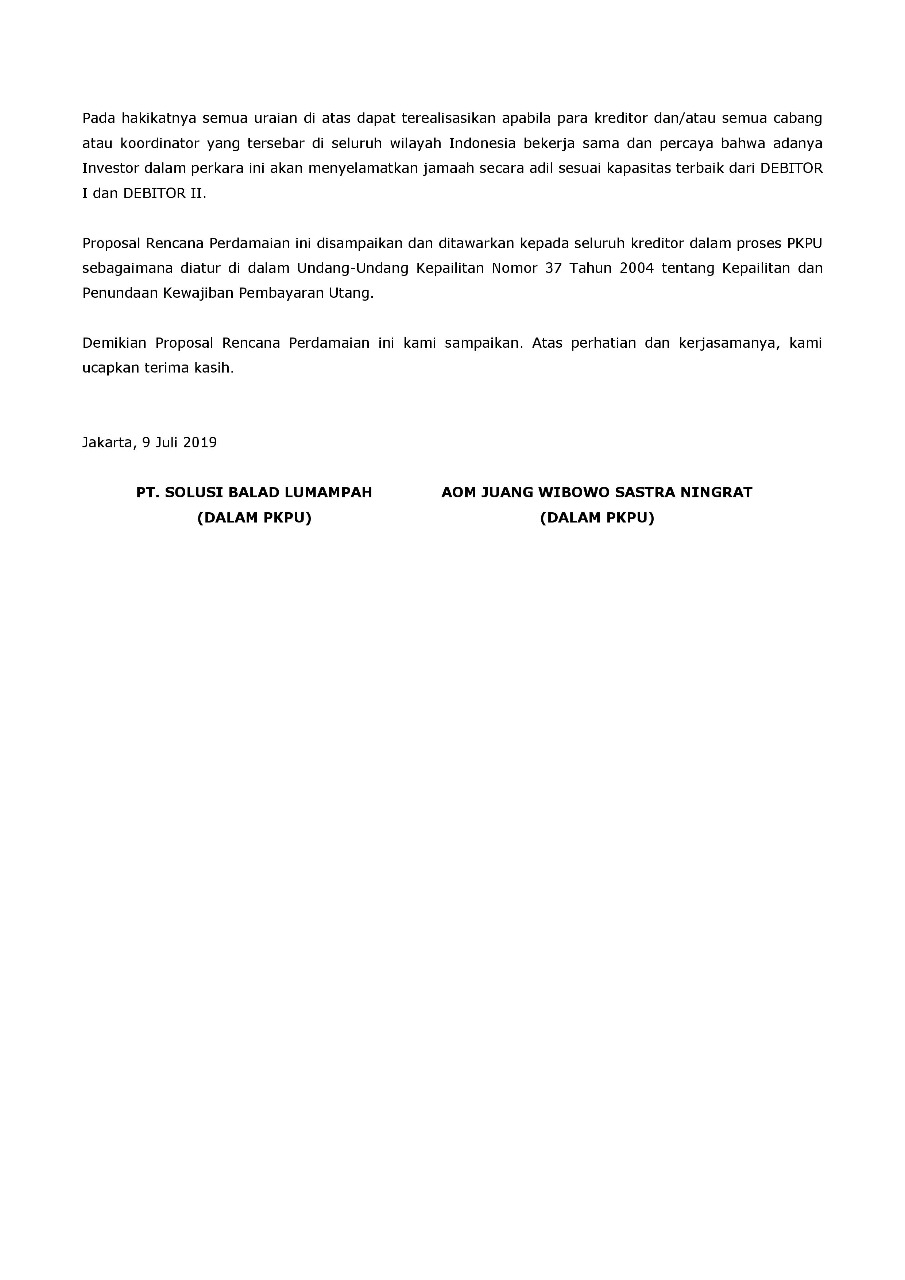 Pada hakikatnya semua uraian di atas dapat terealisasikan apabila para kreditor dan/atau semua cabang
atau koordinator yang tersebar di seluruh wilayah Indonesia bekerja sama dan percaya bahwa adanya
Investor dalam perkara ini akan menyelamatkan jamaah secara adil sesuai kapasitas terbaik dari DEBITOR
I dan DEBITOR II.
Proposal Rencana Perdamaian ini disampaikan dan ditawarkan kepada seluruh kreditor dalam proses PKPU
sebagaimana diatur di dalam Undang-Undang Kepailitan Nomor 37 Tahun 2004 tentang Kepailitan dan
Penundaan Kewajiban Pembayaran Utang.
Demikian Proposal Rencana Perdamaian ini kami sampaikan. Atas perhatian dan kerjasamanya, kami
ucapkan terima kasih.
Jakarta, 9 Juli 2019
PT. SOLUSI BALAD LUMAMPAH AOM JUANG WIBOWO SASTRA NINGRAT
(DALAM PKPU) (DALAM PKPU)